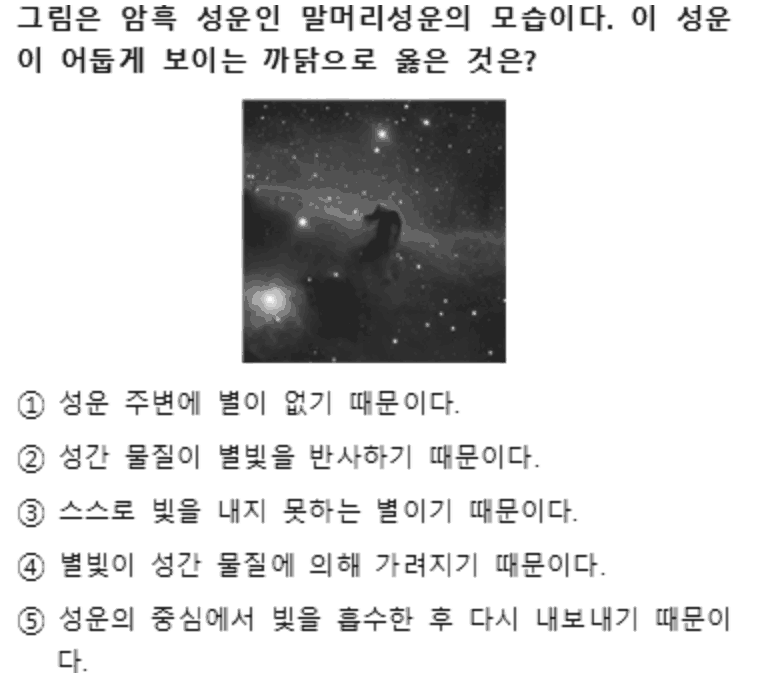 그림은 암흑 성운인 말머리성운의 모습이다. 이 성운
이 어둡게 보이는 까닭으로 옳은 것은?
① 성운 주변에 별이 없기 때문이다.
② 성간 물질이 별빛을 반사하기 때문이다.
③ 스스로 빛을 내지 못하는 별이기 때문이다.
④ 별빛이 성간 물질에 의해 가려지기 때문이다.
⑤ 성운의 중심에서 빛을 흡수한 후 다시 내보내기 때문이
다.